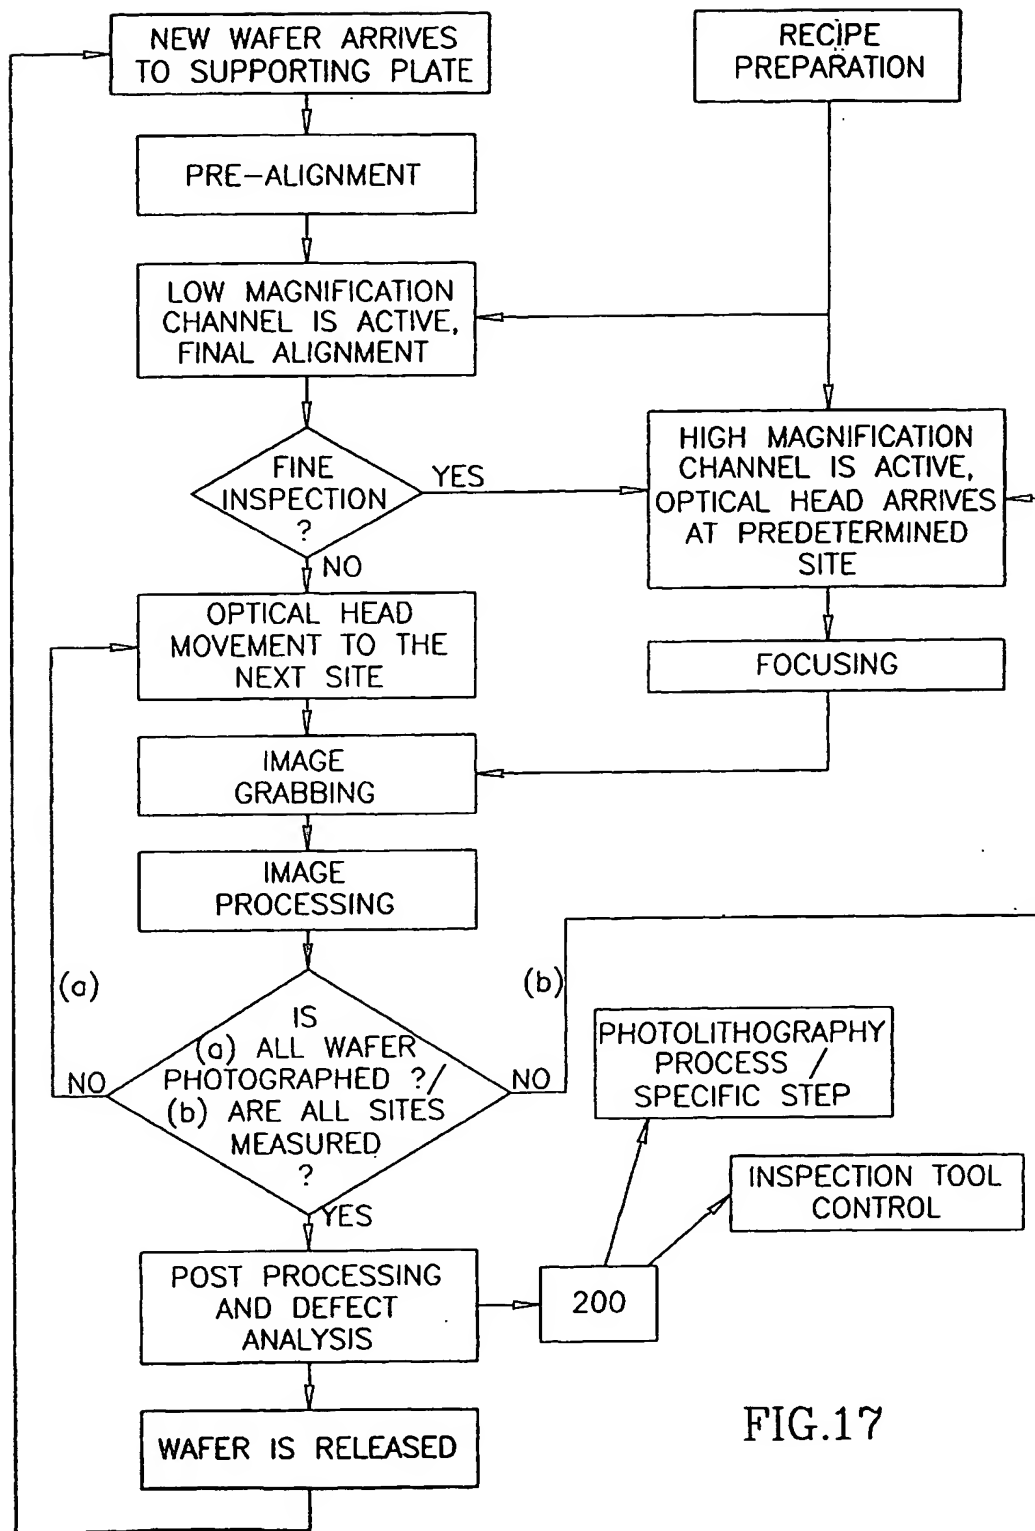 NEW WAFER ARRIVES
TO SUPPORTING PLATE
RECIPE
PREPARATION
PRE-ALIGNMENT
LOW MAGNIFICATION
CHANNEL IS ACTIVE,
FINAL ALIGNMENT
FINE
INSPECTION
?
YES
NO
HIGH MAGNIFICATION
CHANNEL IS ACTIVE,
OPTICAL HEAD ARRIVES
AT PREDETERMINED
SITE
OPTICAL HEAD
MOVEMENT TO THE
NEXT SITE
FOCUSING
IMAGE
GRABBING
IMAGE
PROCESSING
(a)
(b)
IS
(a) ALL WAFER
PHOTOGRAPHED ?/
(b) ARE ALL SITES
MEASURED
?
NO
NO
YES
PHOTOLITHOGRAPHY
PROCESS /
SPECIFIC STEP
INSPECTION TOOL
CONTROL
POST PROCESSING
AND DEFECT
ANALYSIS
200
WAFER IS RELEASED
FIG.17